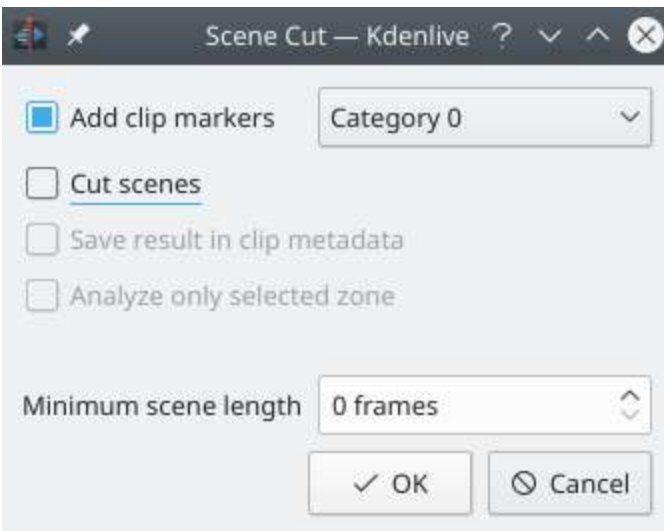 Scene Cut — Kdenlive ?
Add clip markers Category 0
Cut scenes
Save result in clip metadata
Analyze only selected zone
Minimum scene length 0 frames
OK Cancel